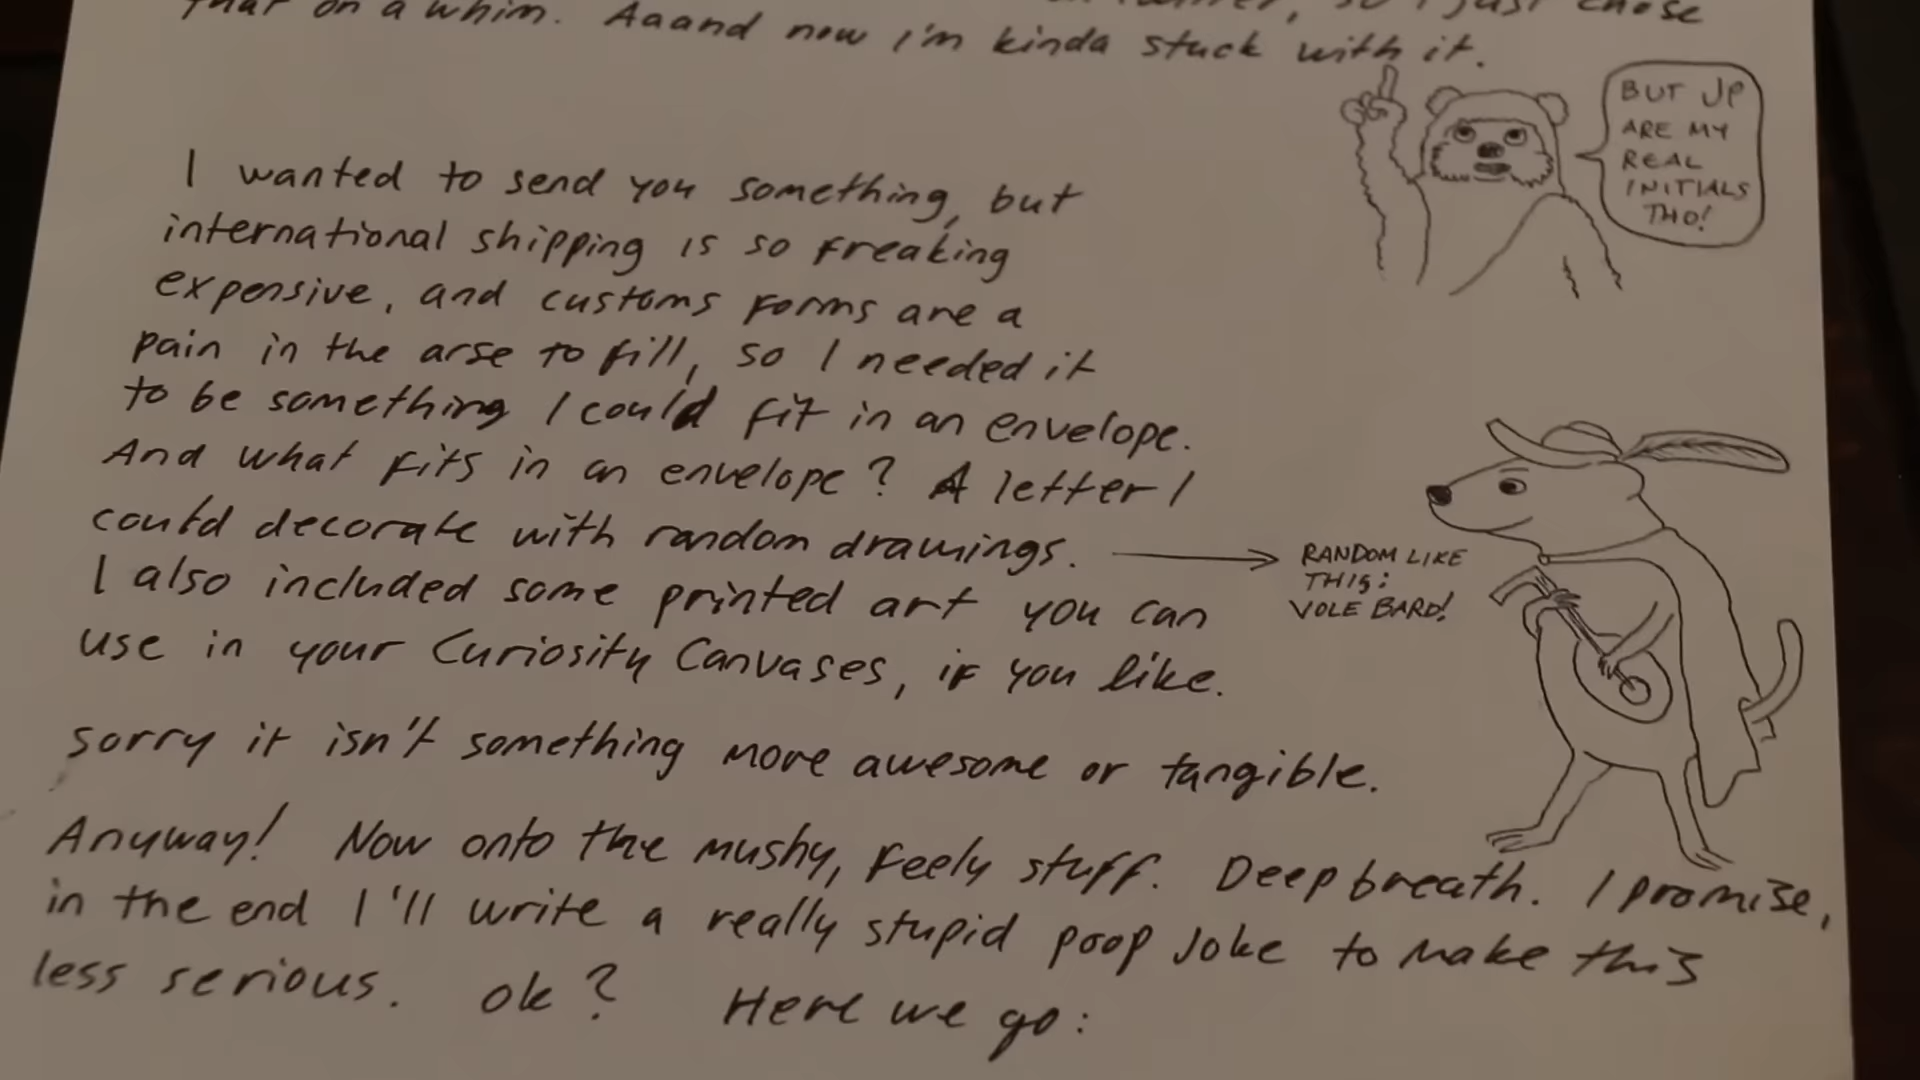 that on a whim. Aaaand now I'm kinda stuck with it.
so I just chose
BUT JP
ARE MY
REAL
INITIALS
THO!
I wanted to send you something, but
international shipping is so freaking
expensive, and customs forms are a
pain in the arse to fill, so I needed it
to be something I could fit in an envelope.
And what fits in an envelope? A letter I
could decorate with random drawings.
RANDOM LIKE
THIS:
VOLE BARD!
I also included some printed art you can
use in your Curiosity Canvases, if you like.
sorry it isn't something more awesome or tangible.
Anyway! Now onto the mushy, feely stuff. Deep breath. I promise,
in the end I'll write a really stupid poop joke to make this
less serious. ok? Here we go: